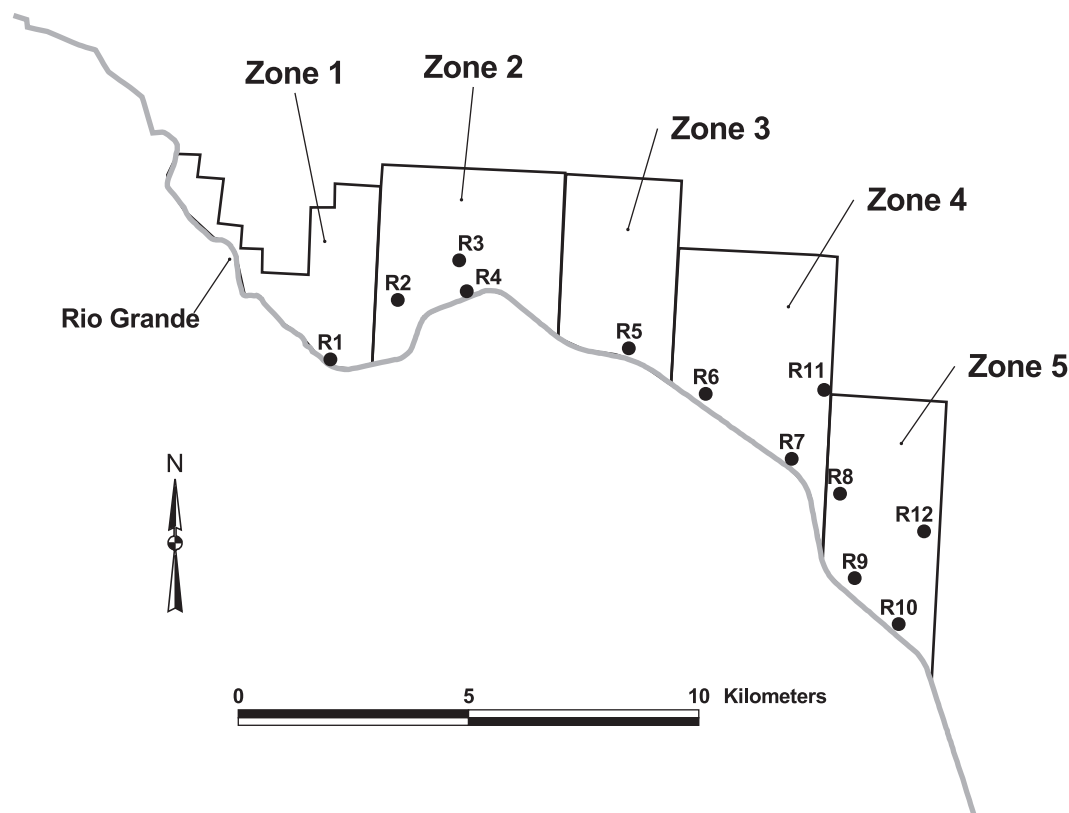 Zone 1
Zone 2
Zone 3
Zone 4
Zone 5
Rio Grande
R1
R2
R3
R4
R5
R6
R7
R8
R9
R10
R11
R12
N
0 5 10 Kilometers